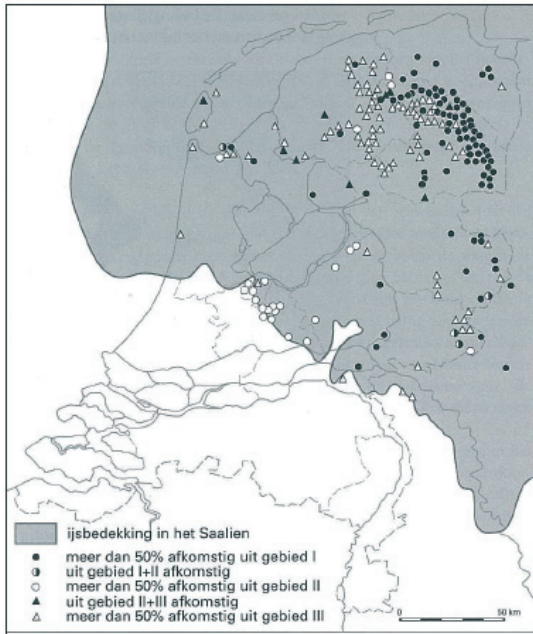 ijsbedekking in het Saalien
meer dan 50% afkomstig uit gebied I
uit gebied I+II afkomstig
meer dan 50% afkomstig uit gebied II
uit gebied II+III afkomstig
meer dan 50% afkomstig uit gebied III
0 50 km